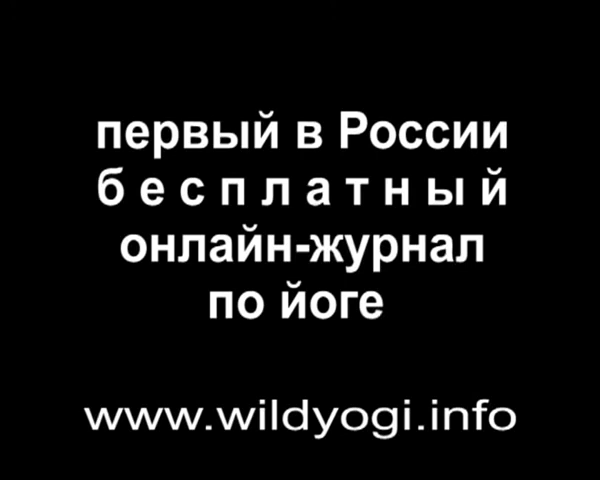 первый в России
б е с п л а т н ы й
онлайн-журнал
по йоге
www.wildyogi.info